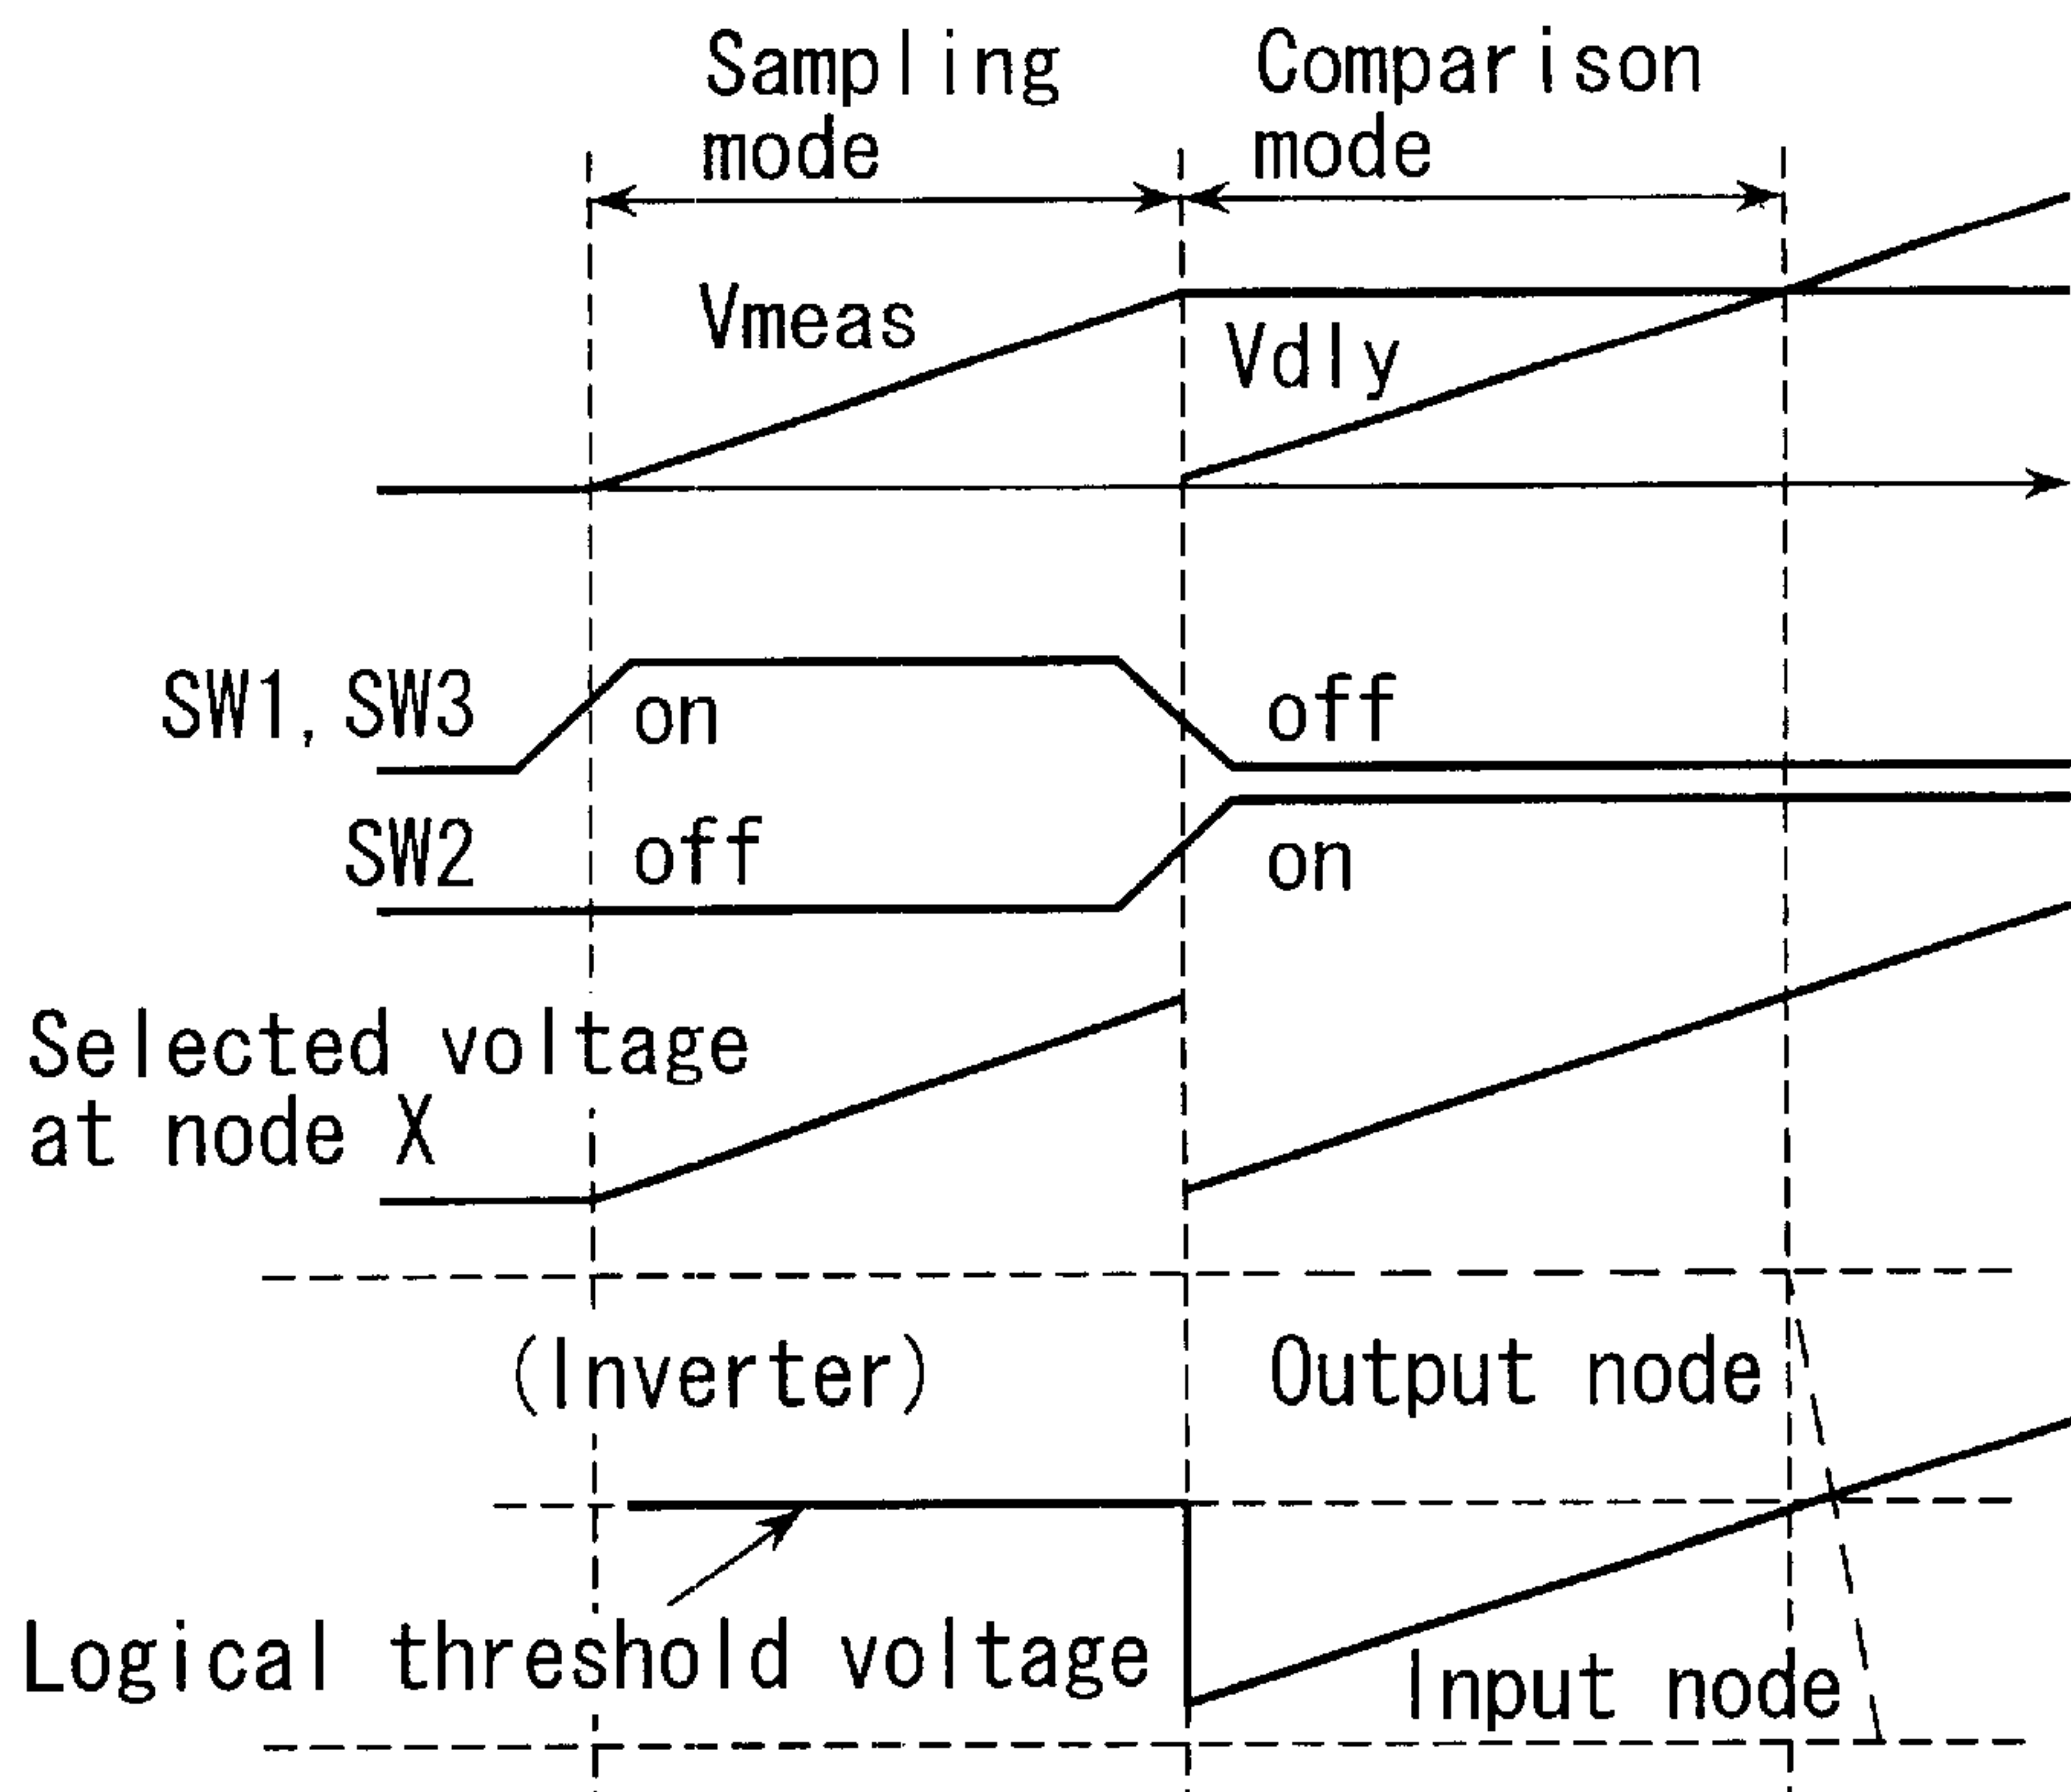 Sampling
mode
Comparison
mode
Vmeas
Vdly
SW1, SW3
on
off
SW2
off
on
Selected voltage
at node X
(Inverter)
Output node
Logical threshold voltage
Input node